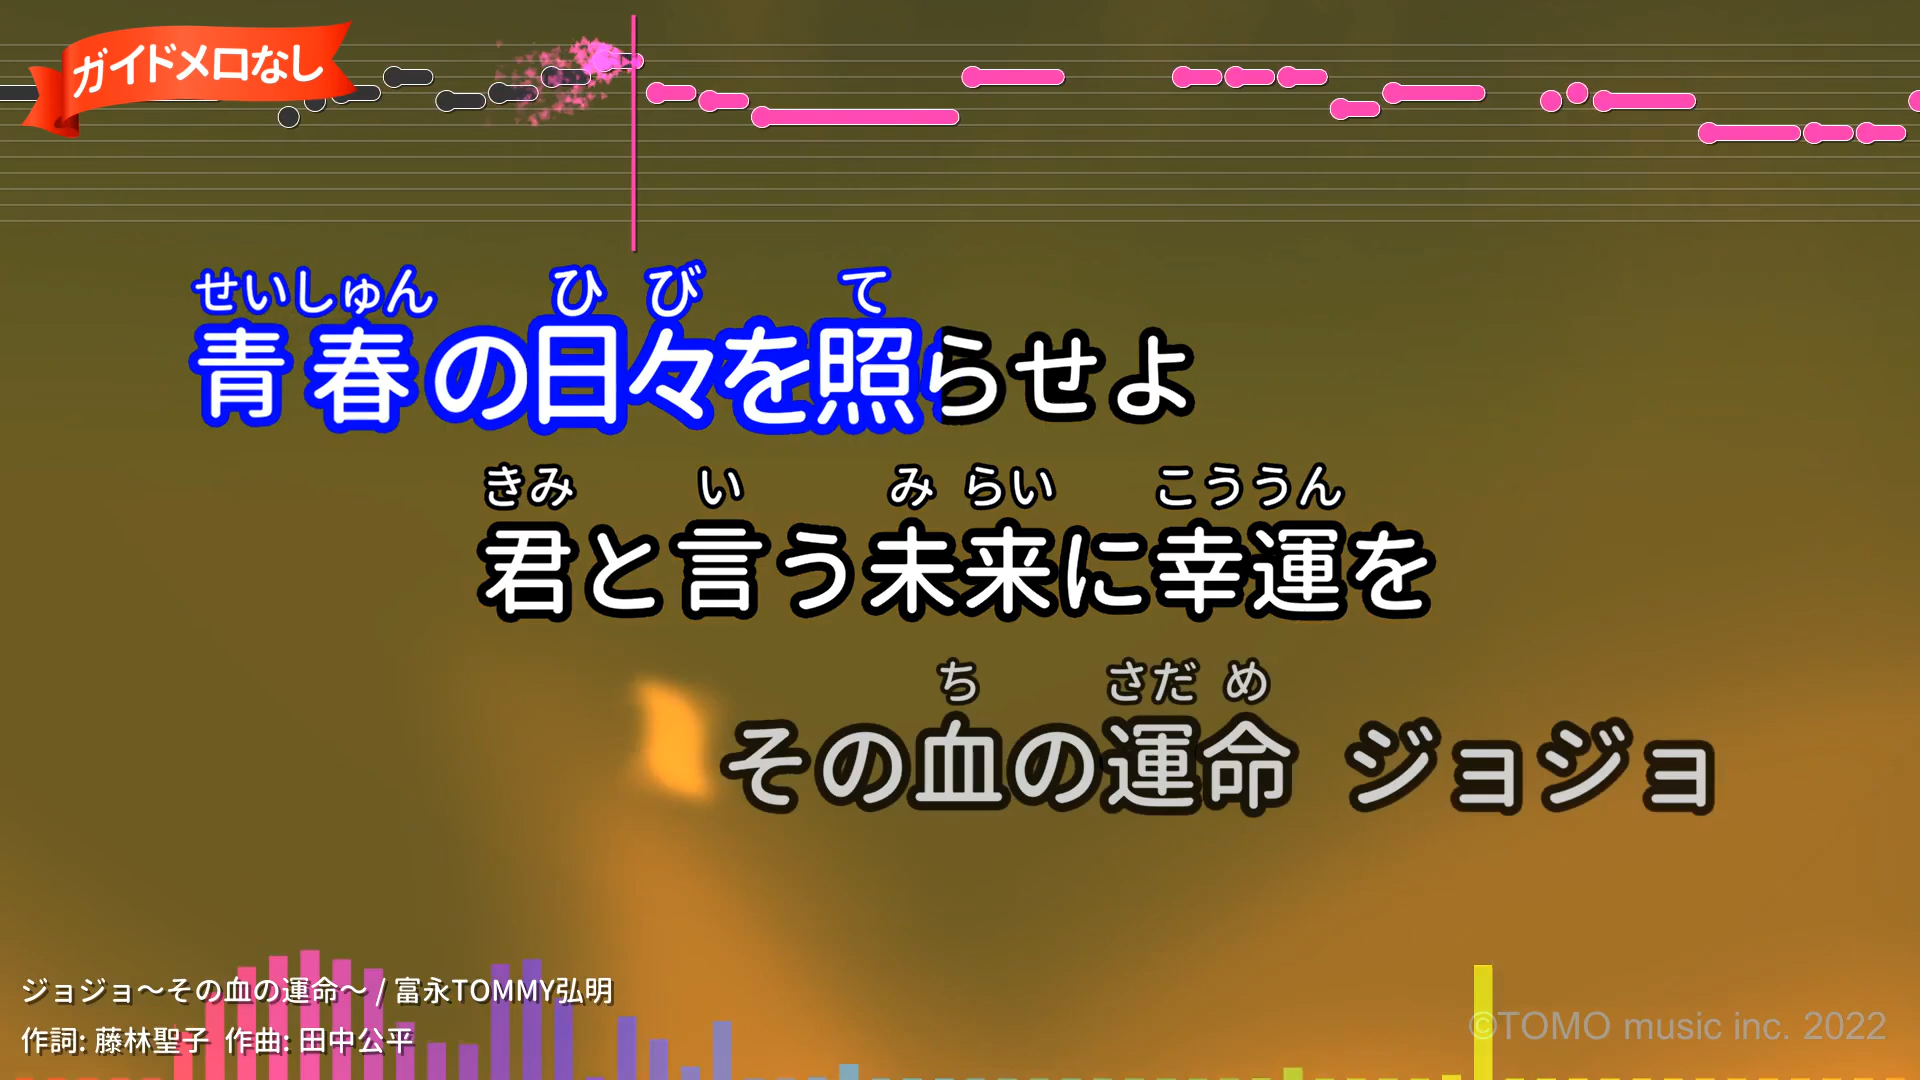 ガイドメロなし
せいしゅん ひ び て
青春の日々を照らせよ
きみ い み らい こううん
君と言う未来に幸運を
ち さだ め
その血の運命 ジョジョ
ジョジョ〜その血の運命〜 / 富永TOMMY弘明
作詞: 藤林聖子 作曲: 田中公平
©TOMO music inc. 2022